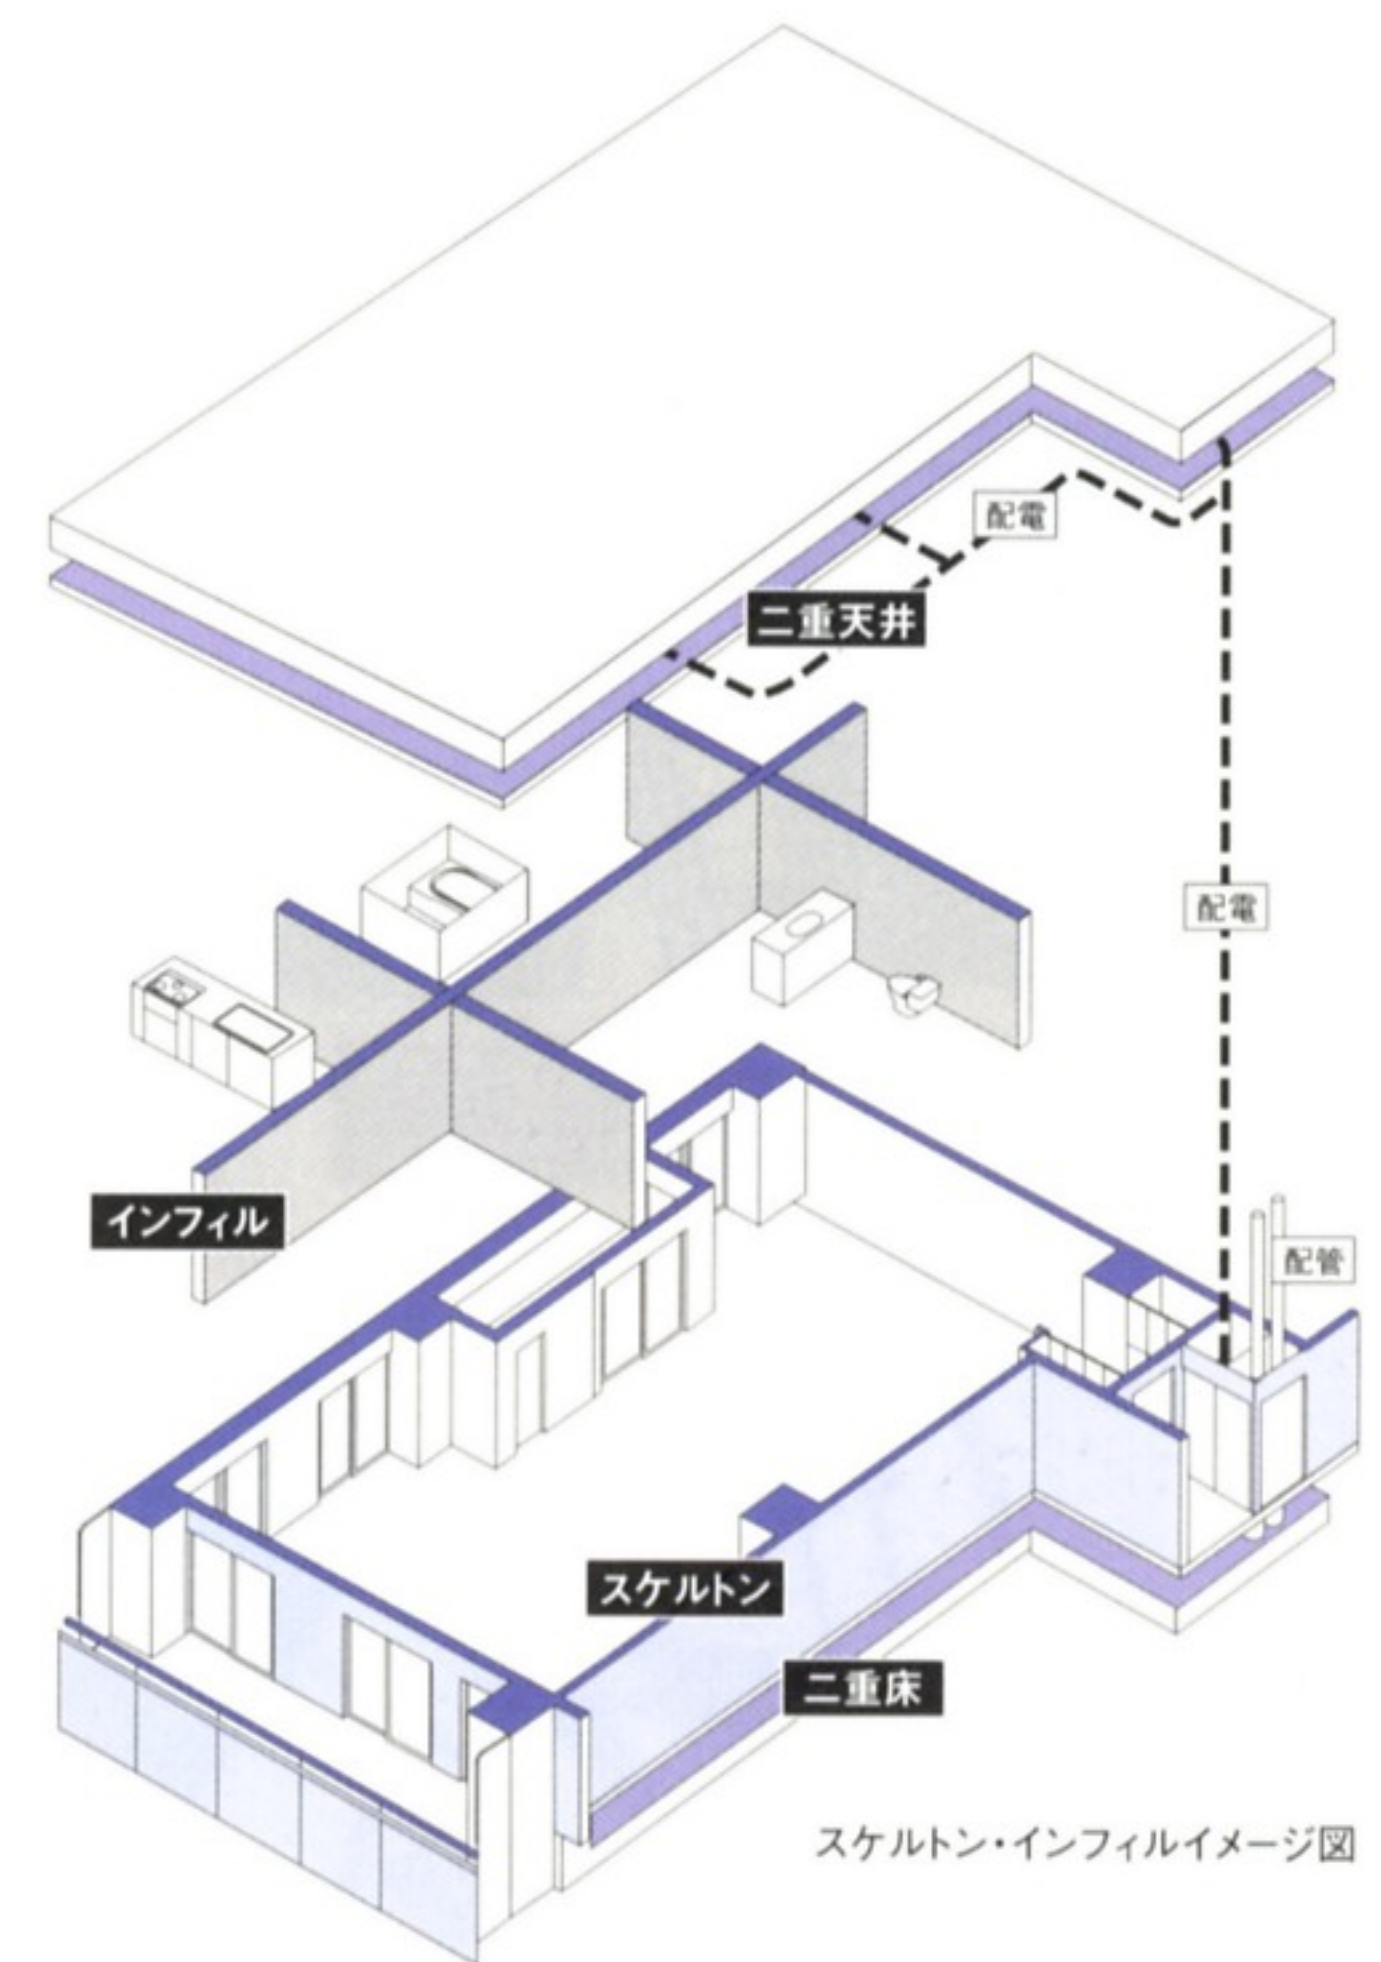 配電
二重天井
配電
インフィル
配管
スケルトン
二重床
スケルトン・インフィルイメージ図